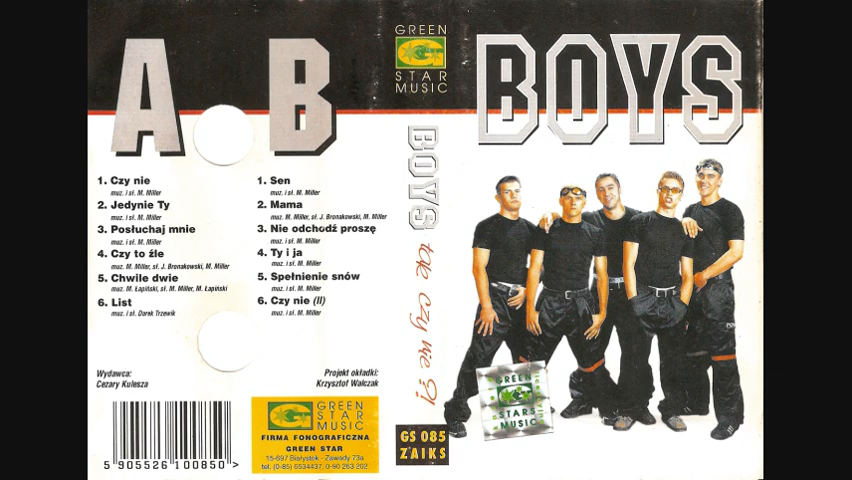 A B
1. Czy nie
muz. i sł. M. Miller
2. Jedynie Ty
muz. i sł. M. Miller
3. Posłuchaj mnie
muz. i sł. M. Miller
4. Czy to źle
muz. M. Miller, sł. J. Bronakowski, M. Miller
5. Chwile dwie
muz. M. Łapiński, sł. M. Miller, M. Łapiński
6. List
muz. i sł. Darek Trzewik
1. Sen
muz. i sł. M. Miller
2. Mama
muz. M. Miller, sł. J. Bronakowski, M. Miller
3. Nie odchodź proszę
muz. i sł. M. Miller
4. Ty i ja
muz. i sł. M. Miller
5. Spełnienie snów
muz. i sł. M. Miller
6. Czy nie (II)
muz. i sł. M. Miller
Wydawca:
Cezary Kulesza
Projekt okładki:
Krzysztof Walczak
5 905526 100850 >
GREEN
STAR
MUSIC
FIRMA FONOGRAFICZNA
GREEN STAR
15-697 Białystok - Zawady 73a
tel. (0-85) 6534437, 0-90 263 202
GREEN
G
STAR
MUSIC
BOYS tak czy nie ?!
GS 085
ZAIKS
BOYS
GREEN
STARS
MUSIC